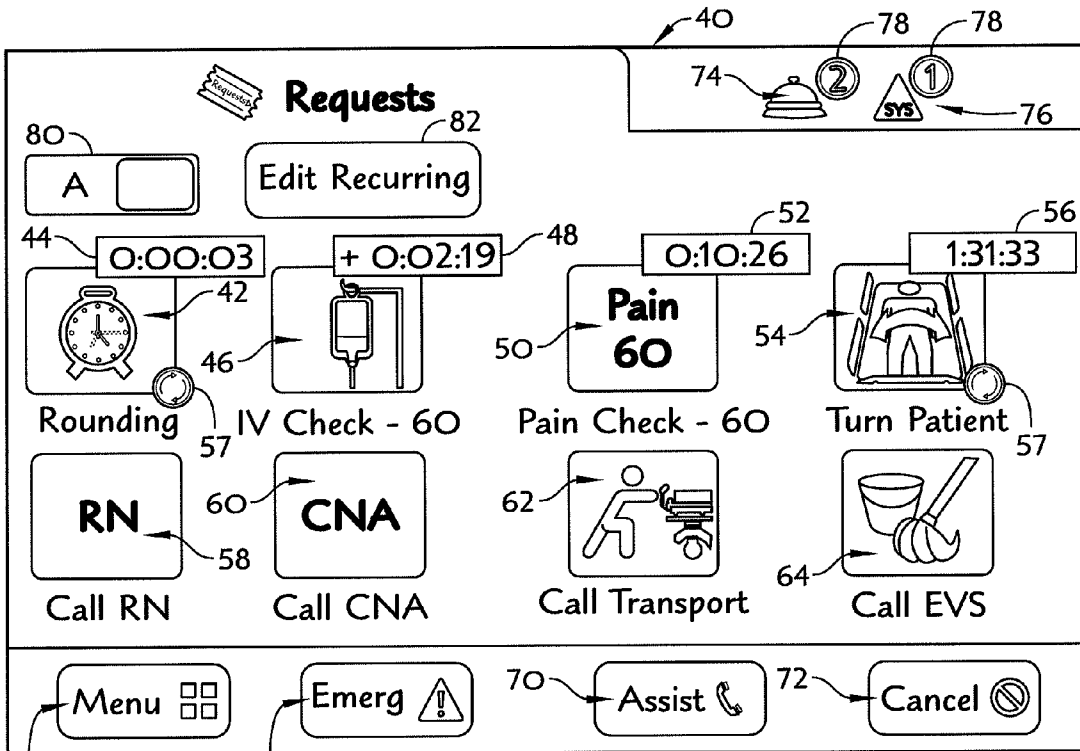 40
78
78
74
2
1
SYS
76
Requests
Requests
80
82
A
Edit Recurring
44
0:00:03
+ 0:02:19
48
52
0:10:26
56
1:31:33
42
46
50
Pain
60
54
57
57
Rounding
IV Check - 60
Pain Check - 60
Turn Patient
RN
58
60
CNA
62
64
Call RN
Call CNA
Call Transport
Call EVS
Menu
Emerg
70
Assist
72
Cancel